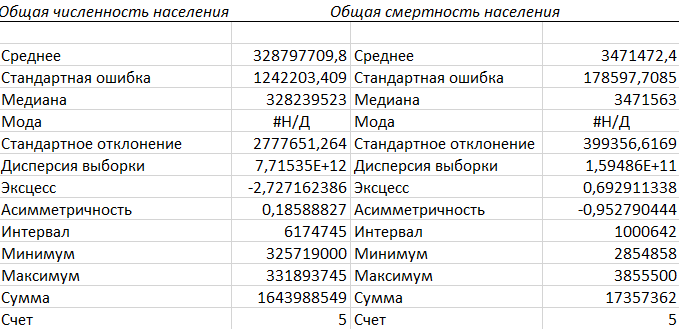 Общая численность населения Общая смертность населения
Среднее 328797709,8 Среднее 3471472,4
Стандартная ошибка 1242203,409 Стандартная ошибка 178597,7085
Медиана 328239523 Медиана 3471563
Мода #Н/Д Мода #Н/Д
Стандартное отклонение 2777651,264 Стандартное отклонение 399356,6169
Дисперсия выборки 7,71535E+12 Дисперсия выборки 1,59486E+11
Эксцесс -2,727162386 Эксцесс 0,692911338
Асимметричность 0,18588827 Асимметричность -0,952790444
Интервал 6174745 Интервал 1000642
Минимум 325719000 Минимум 2854858
Максимум 331893745 Максимум 3855500
Сумма 1643988549 Сумма 17357362
Счет 5 Счет 5